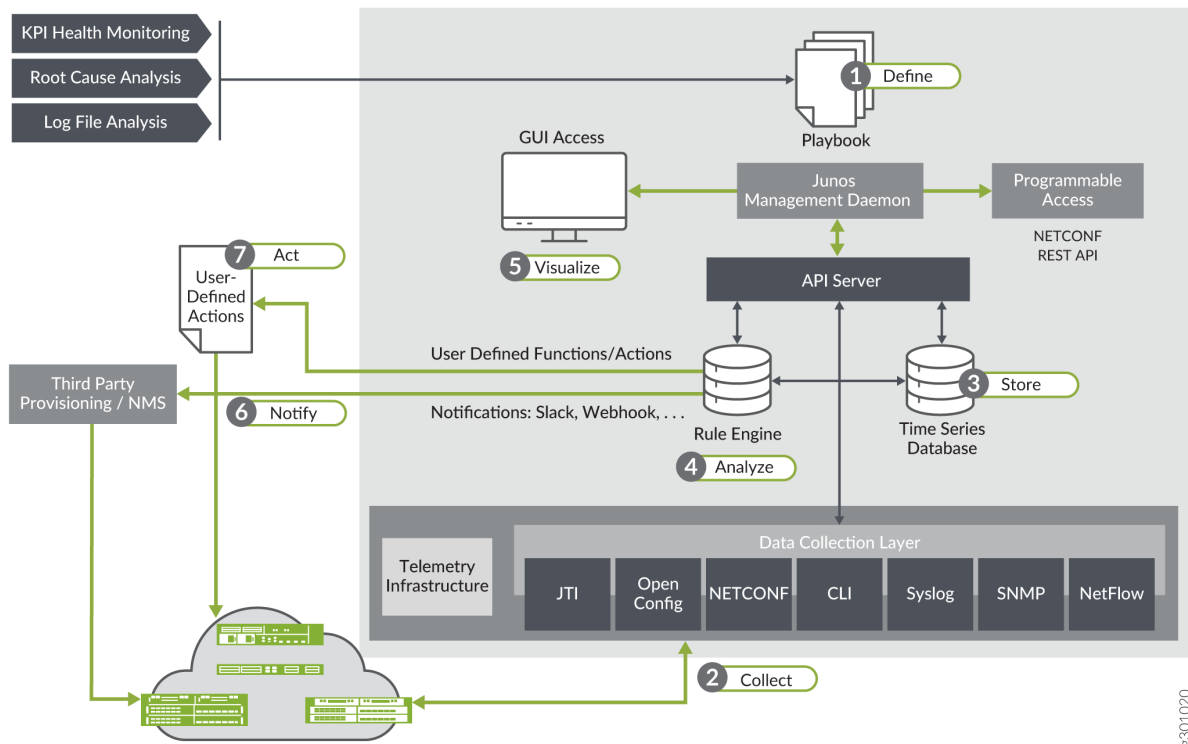 KPI Health Monitoring
Root Cause Analysis
Log File Analysis
1 Define
Playbook
GUI Access
Junos
Management Daemon
Programmable
Access
NETCONF
REST API
5 Visualize
7 Act
User-
Defined
Actions
API Server
User Defined Functions/Actions
Third Party
Provisioning / NMS
6 Notify
Notifications: Slack, Webhook, . . .
3 Store
Rule Engine
Time Series
Database
4 Analyze
Data Collection Layer
Telemetry
Infrastructure
JTI
Open
Config
NETCONF
CLI
Syslog
SNMP
NetFlow
2 Collect
g301020